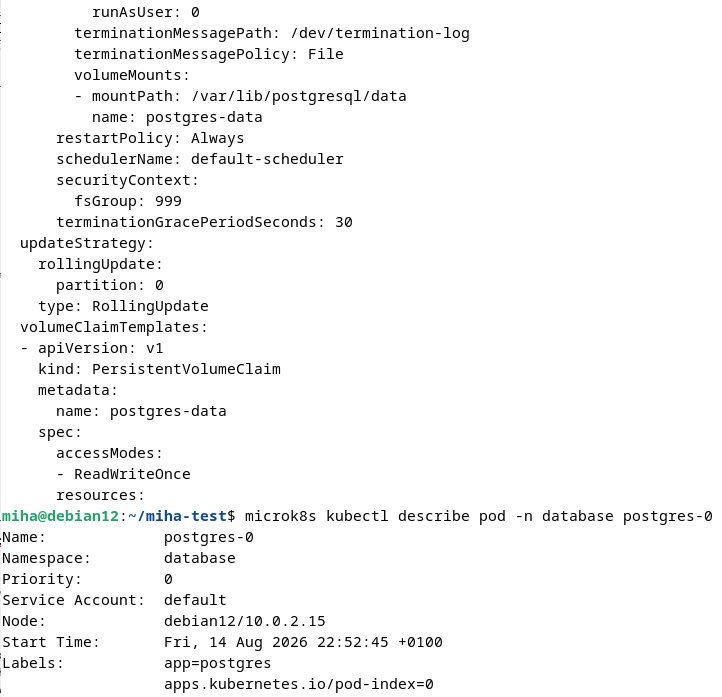 runAsUser: 0
        terminationMessagePath: /dev/termination-log
        terminationMessagePolicy: File
        volumeMounts:
        - mountPath: /var/lib/postgresql/data
          name: postgres-data
      restartPolicy: Always
      schedulerName: default-scheduler
      securityContext:
        fsGroup: 999
      terminationGracePeriodSeconds: 30
  updateStrategy:
    rollingUpdate:
      partition: 0
    type: RollingUpdate
  volumeClaimTemplates:
  - apiVersion: v1
    kind: PersistentVolumeClaim
    metadata:
      name: postgres-data
    spec:
      accessModes:
      - ReadWriteOnce
      resources:
miha@debian12:~/miha-test$ microk8s kubectl describe pod -n database postgres-0
Name:             postgres-0
Namespace:        database
Priority:         0
Service Account:  default
Node:             debian12/10.0.2.15
Start Time:       Fri, 14 Aug 2026 22:52:45 +0100
Labels:           app=postgres
                  apps.kubernetes.io/pod-index=0